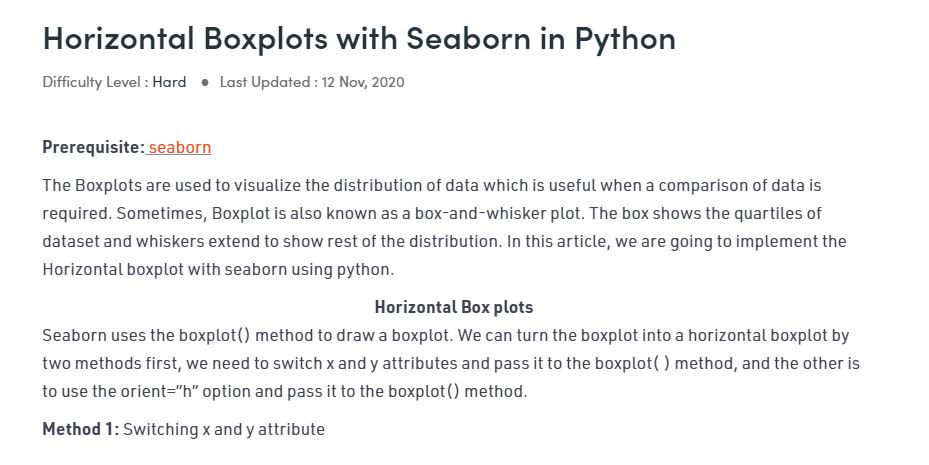 Horizontal Boxplots with Seaborn in Python
Difficulty Level : Hard ● Last Updated : 12 Nov, 2020
Prerequisite: seaborn
The Boxplots are used to visualize the distribution of data which is useful when a comparison of data is
required. Sometimes, Boxplot is also known as a box-and-whisker plot. The box shows the quartiles of
dataset and whiskers extend to show rest of the distribution. In this article, we are going to implement the
Horizontal boxplot with seaborn using python.
Horizontal Box plots
Seaborn uses the boxplot() method to draw a boxplot. We can turn the boxplot into a horizontal boxplot by
two methods first, we need to switch x and y attributes and pass it to the boxplot( ) method, and the other is
to use the orient=”h” option and pass it to the boxplot() method.
Method 1: Switching x and y attribute